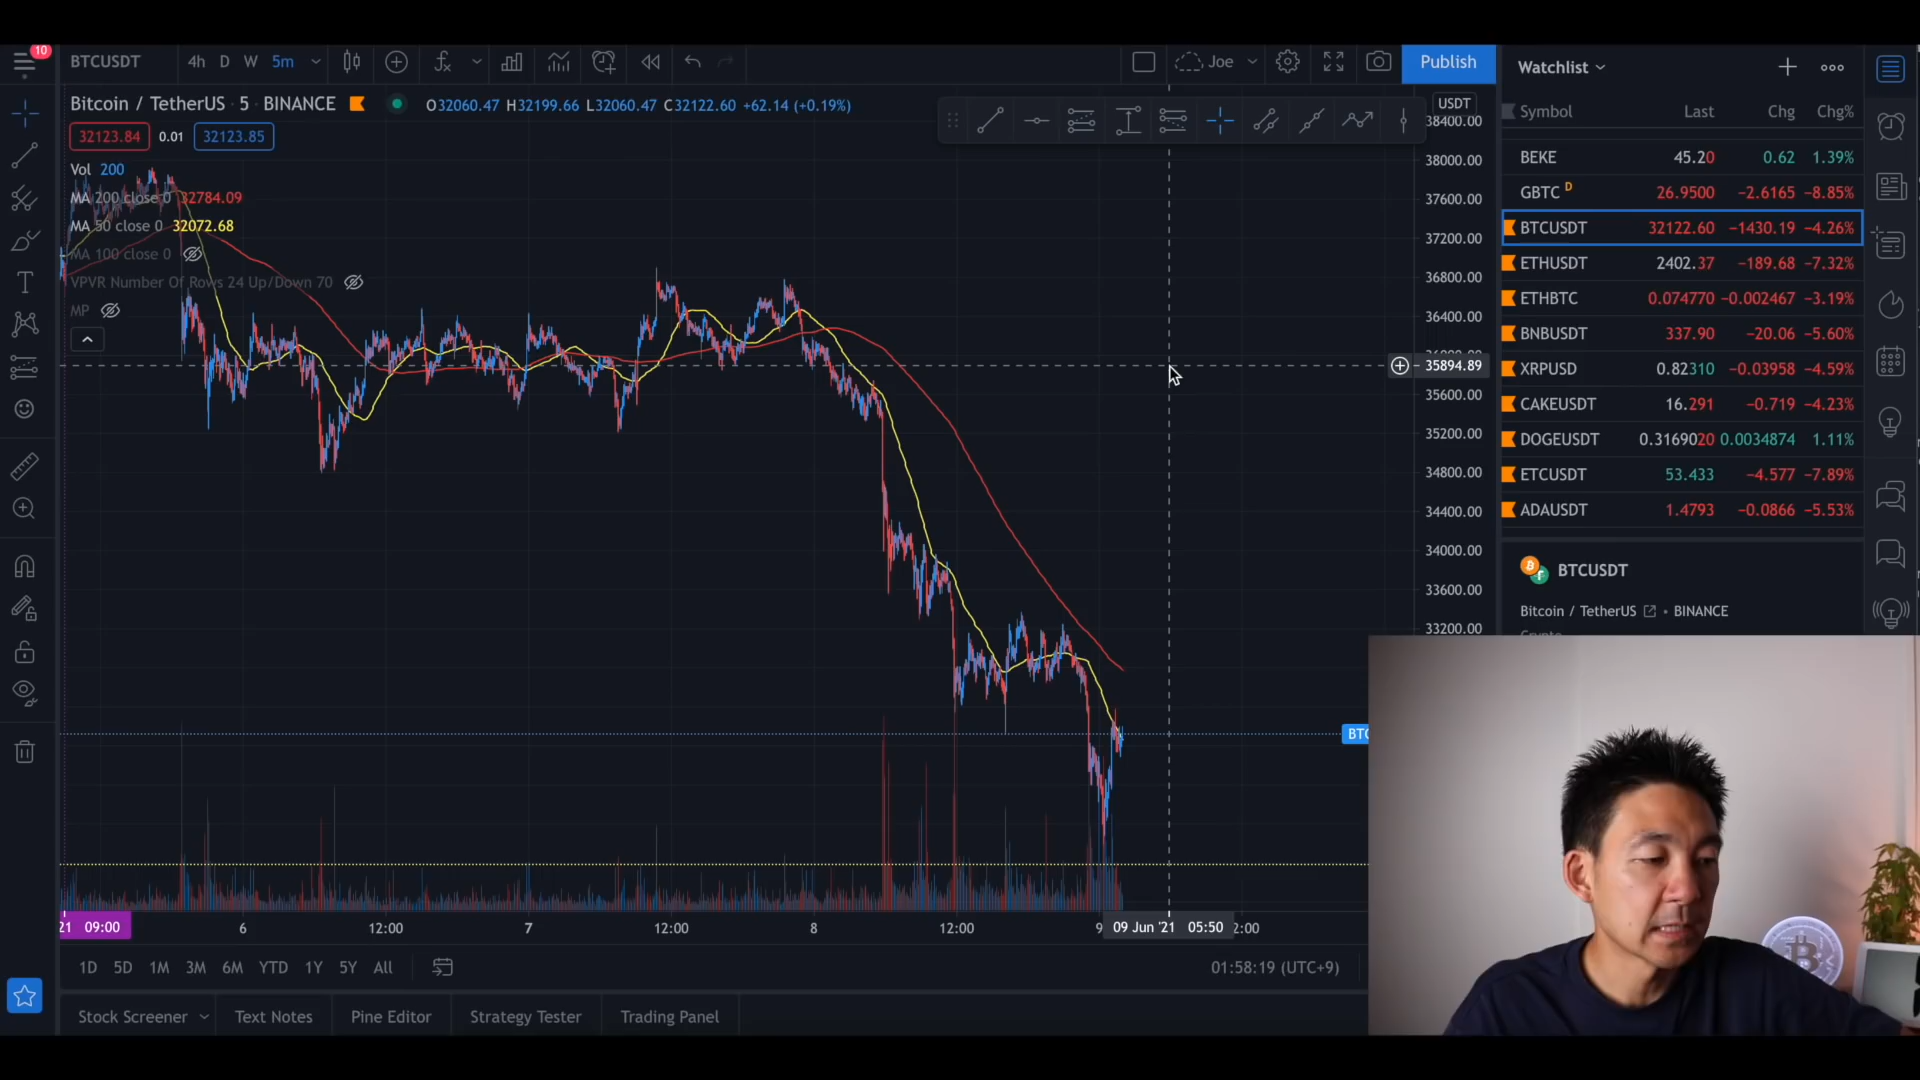 10
BTCUSDT 4h D W 5m Joe Publish
Bitcoin / TetherUS · 5 · BINANCE O32060.47 H32199.66 L32060.47 C32122.60 +62.14 (+0.19%)
32123.84 0.01 32123.85
Vol 200
MA 200 close 0 32784.09
MA 50 close 0 32072.68
MA 100 close 0
VPVR Number Of Rows 24 Up/Down 70
MP
USDT
38400.00
38000.00
37600.00
37200.00
36800.00
36400.00
36000.00
35894.89
35600.00
35200.00
34800.00
34400.00
34000.00
33600.00
33200.00
BTC
21 09:00 6 12:00 7 12:00 8 12:00 9 09 Jun '21 05:50 2:00
1D 5D 1M 3M 6M YTD 1Y 5Y All 01:58:19 (UTC+9)
Stock Screener Text Notes Pine Editor Strategy Tester Trading Panel
Watchlist
Symbol Last Chg Chg%
BEKE 45.20 0.62 1.39%
GBTC D 26.9500 −2.6165 −8.85%
BTCUSDT 32122.60 −1430.19 −4.26%
ETHUSDT 2402.37 −189.68 −7.32%
ETHBTC 0.074770 −0.002467 −3.19%
BNBUSDT 337.90 −20.06 −5.60%
XRPUSD 0.82310 −0.03958 −4.59%
CAKEUSDT 16.291 −0.719 −4.23%
DOGEUSDT 0.3169020 0.0034874 1.11%
ETCUSDT 53.433 −4.577 −7.89%
ADAUSDT 1.4793 −0.0866 −5.53%
BTCUSDT
Bitcoin / TetherUS • BINANCE
Crypto